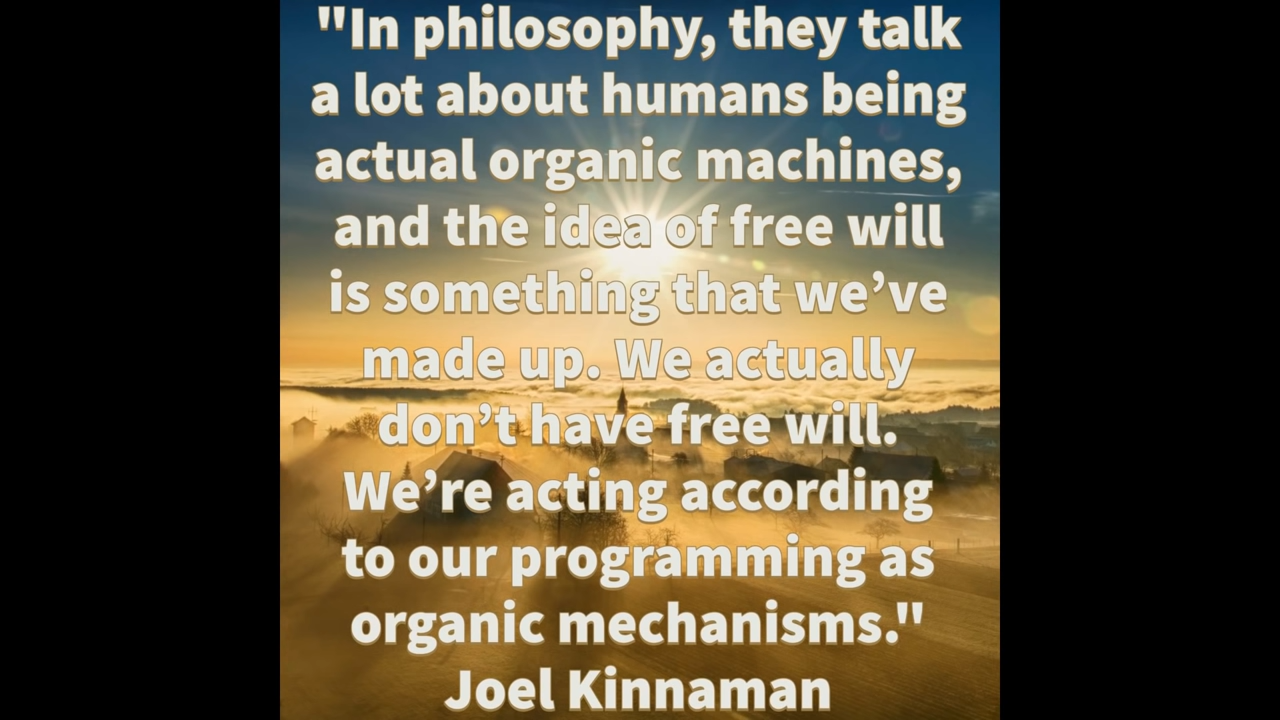 "In philosophy, they talk
a lot about humans being
actual organic machines,
and the idea of free will
is something that we’ve
made up. We actually
don’t have free will.
We’re acting according
to our programming as
organic mechanisms."
Joel Kinnaman